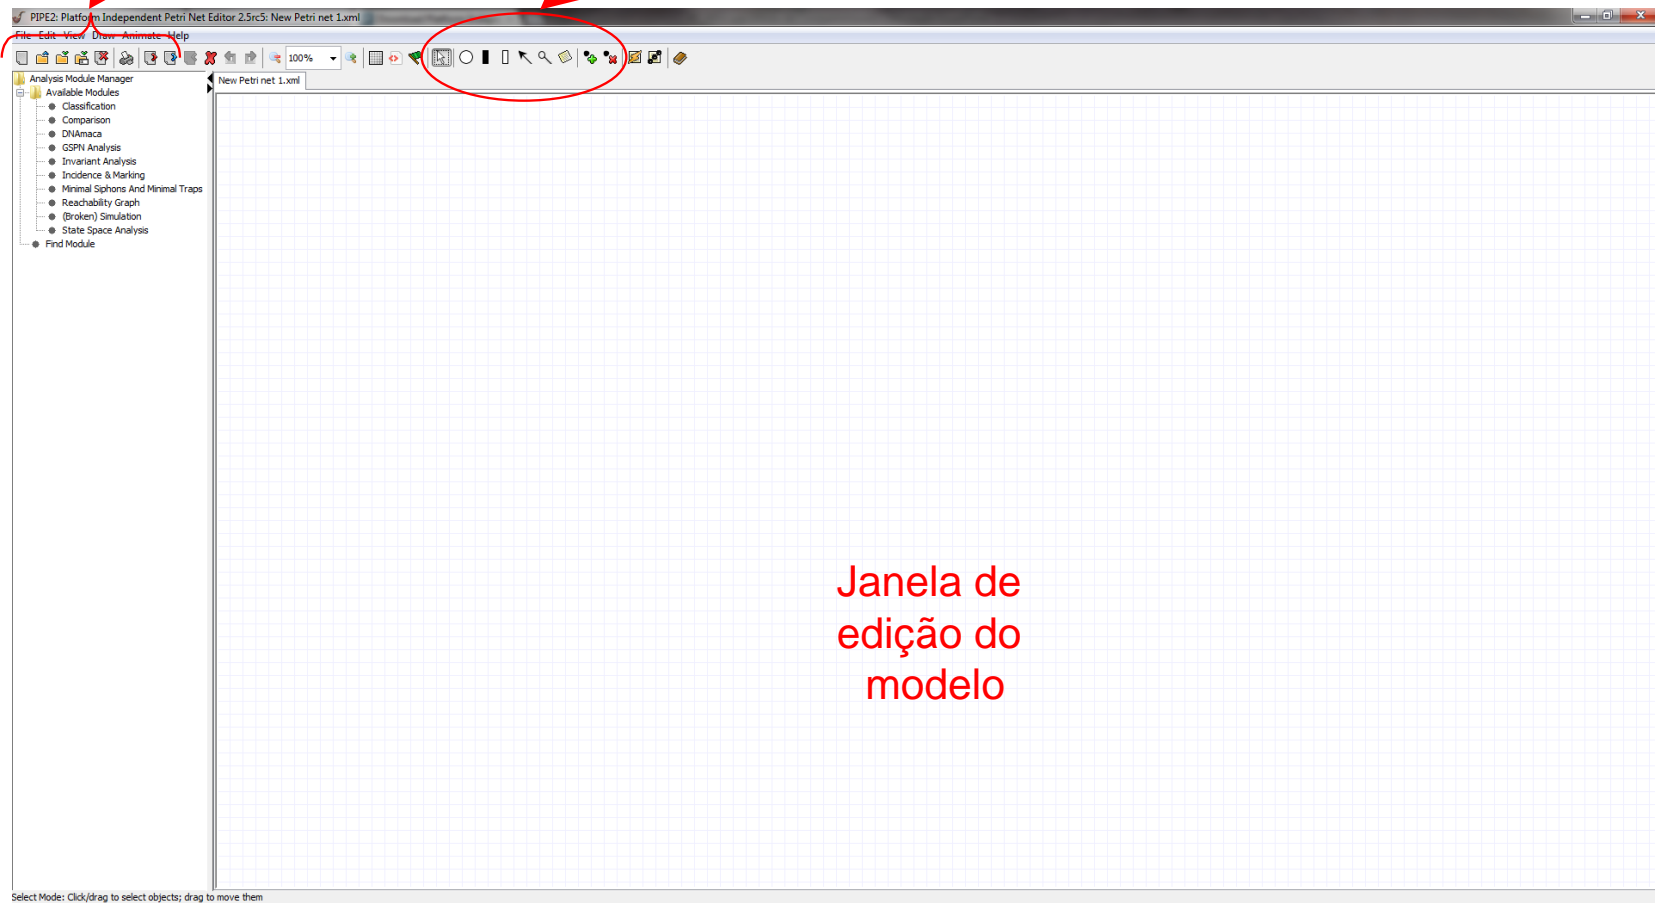 PIPE2: Platform Independent Petri Net Editor 2.5rc5: New Petri net 1.xml
File Edit View Draw Animate Help
100%
Analysis Module Manager
Available Modules
Classification
Comparison
DNAmaca
GSPN Analysis
Invariant Analysis
Incidence & Marking
Minimal Siphons And Minimal Traps
Reachability Graph
(Broken) Simulation
State Space Analysis
Find Module
New Petri net 1.xml
Janela de
edição do
modelo
Select Mode: Click/drag to select objects; drag to move them